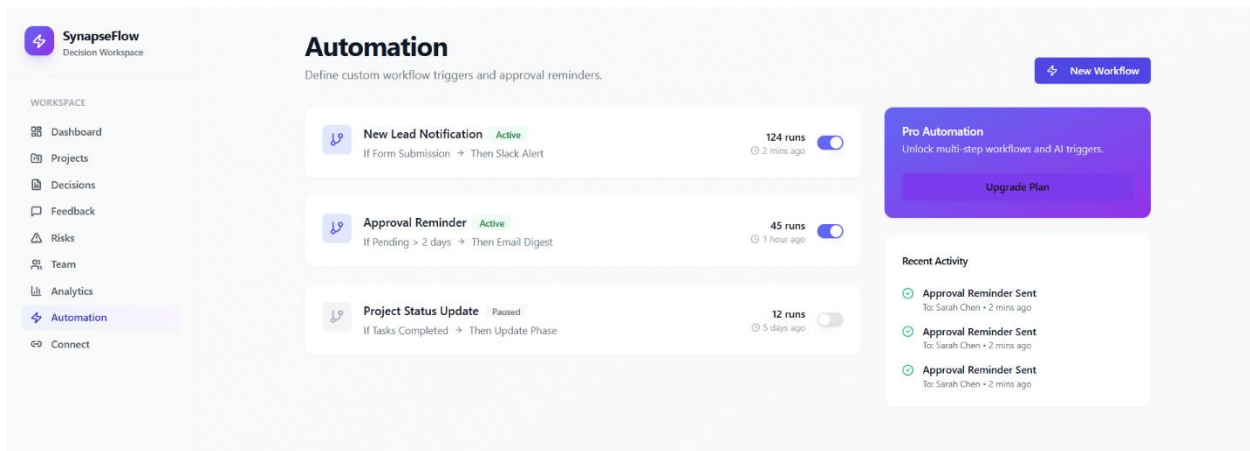 SynapseFlow
Decision Workspace
WORKSPACE
Dashboard
Projects
Decisions
Feedback
Risks
Team
Analytics
Automation
Connect
Automation
Define custom workflow triggers and approval reminders.
New Workflow
New Lead Notification Active
If Form Submission → Then Slack Alert
124 runs
2 mins ago
Approval Reminder Active
If Pending > 2 days → Then Email Digest
45 runs
1 hour ago
Project Status Update Paused
If Tasks Completed → Then Update Phase
12 runs
5 days ago
Pro Automation
Unlock multi-step workflows and AI triggers.
Upgrade Plan
Recent Activity
Approval Reminder Sent
To: Sarah Chen • 2 mins ago
Approval Reminder Sent
To: Sarah Chen • 2 mins ago
Approval Reminder Sent
To: Sarah Chen • 2 mins ago